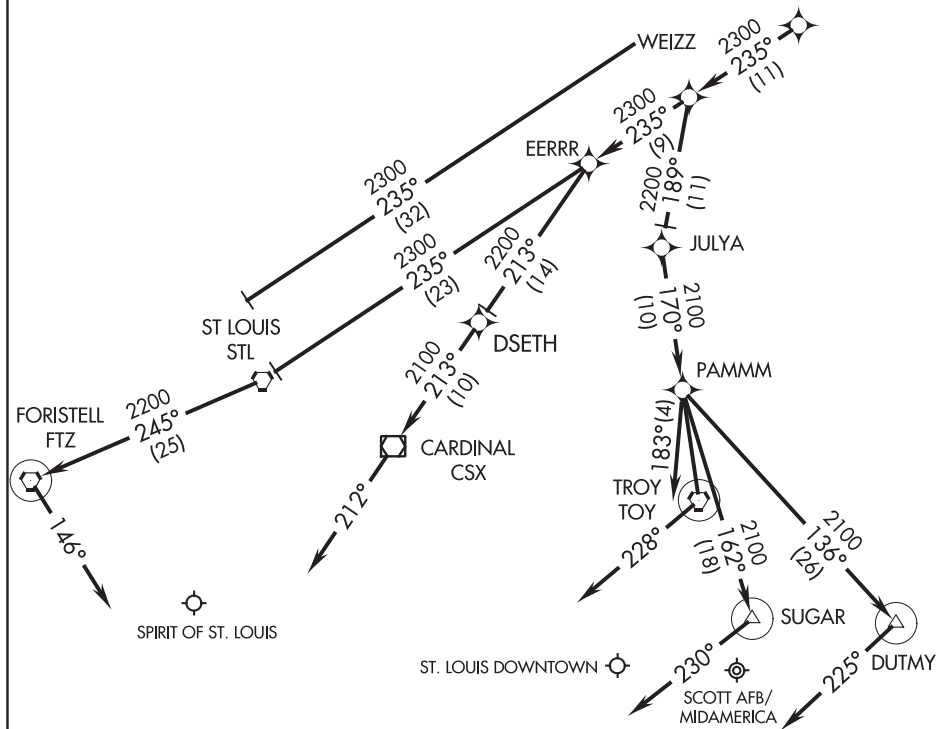 WEIZZ
2300
235°
(11)
2300
235°
(9)
EERRR
2200
189°
(11)
JULYA
2300
235°
(32)
2300
235°
(23)
2200
213°
(14)
2100
170°
(10)
ST LOUIS
STL
DSETH
2100
213°
(10)
PAMMM
FORISTELL
FTZ
2200
245°
(25)
CARDINAL
CSX
183°(4)
TROY
TOY
2100
162°
(18)
2100
136°
(26)
146°
212°
228°
SPIRIT OF ST. LOUIS
SUGAR
DUTMY
ST. LOUIS DOWNTOWN
230°
225°
SCOTT AFB/
MIDAMERICA